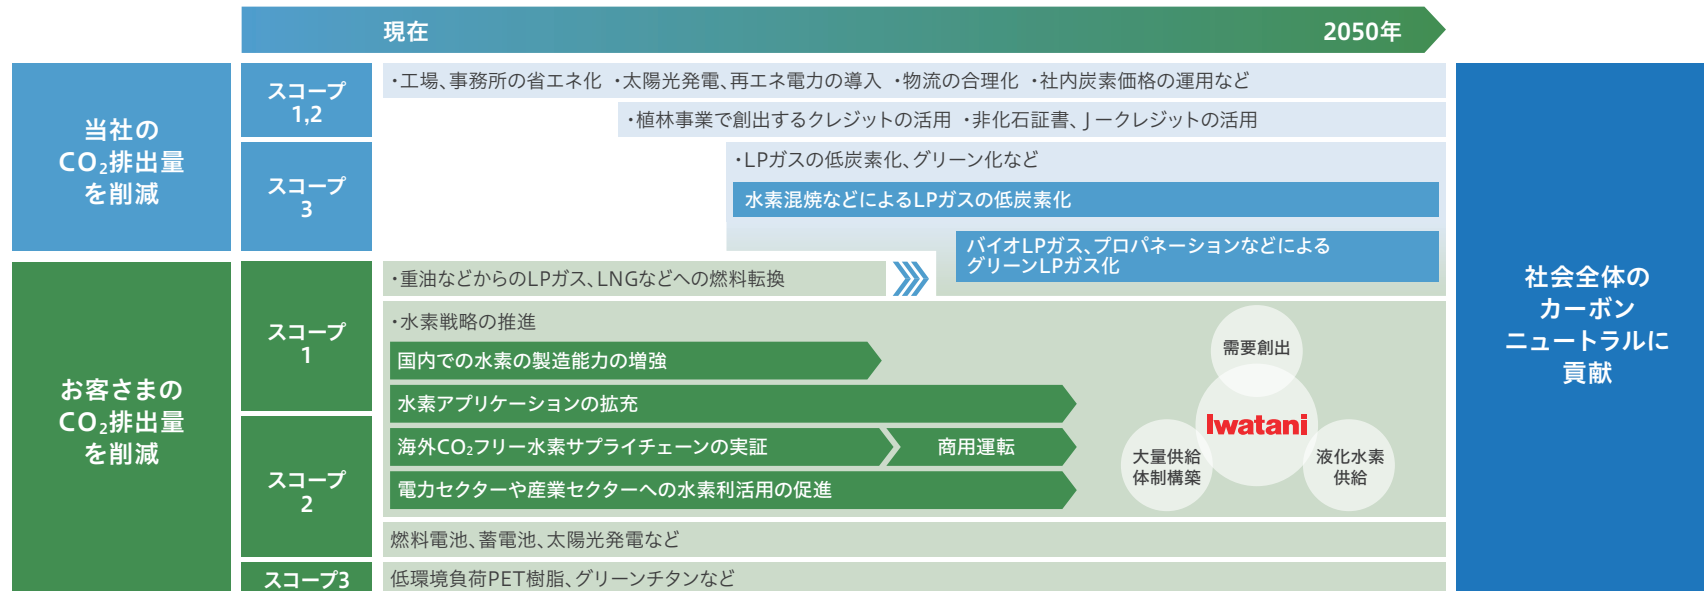 現在
2050年
当社の
CO₂排出量
を削減
スコープ
1,2
・工場、事務所の省エネ化 ・太陽光発電、再エネ電力の導入 ・物流の合理化 ・社内炭素価格の運用など
・植林事業で創出するクレジットの活用 ・非化石証書、J－クレジットの活用
スコープ
3
・LPガスの低炭素化、グリーン化など
水素混焼などによるLPガスの低炭素化
バイオLPガス、プロパネーションなどによる
グリーンLPガス化
お客さまの
CO₂排出量
を削減
スコープ
1
・重油などからのLPガス、LNGなどへの燃料転換
・水素戦略の推進
国内での水素の製造能力の増強
水素アプリケーションの拡充
海外CO₂フリー水素サプライチェーンの実証
商用運転
電力セクターや産業セクターへの水素利活用の促進
需要創出
Iwatani
大量供給
体制構築
液化水素
供給
スコープ
2
燃料電池、蓄電池、太陽光発電など
スコープ3
低環境負荷PET樹脂、グリーンチタンなど
社会全体の
カーボン
ニュートラルに
貢献